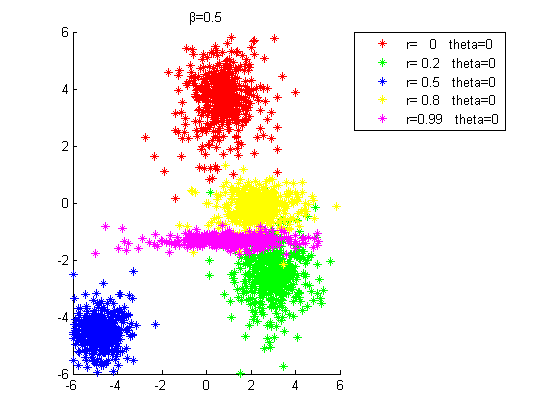 β=0.5
r=   0   theta=0
r= 0.2   theta=0
r= 0.5   theta=0
r= 0.8   theta=0
r=0.99   theta=0
6
4
2
0
-2
-4
-6
-6 -4 -2 0 2 4 6